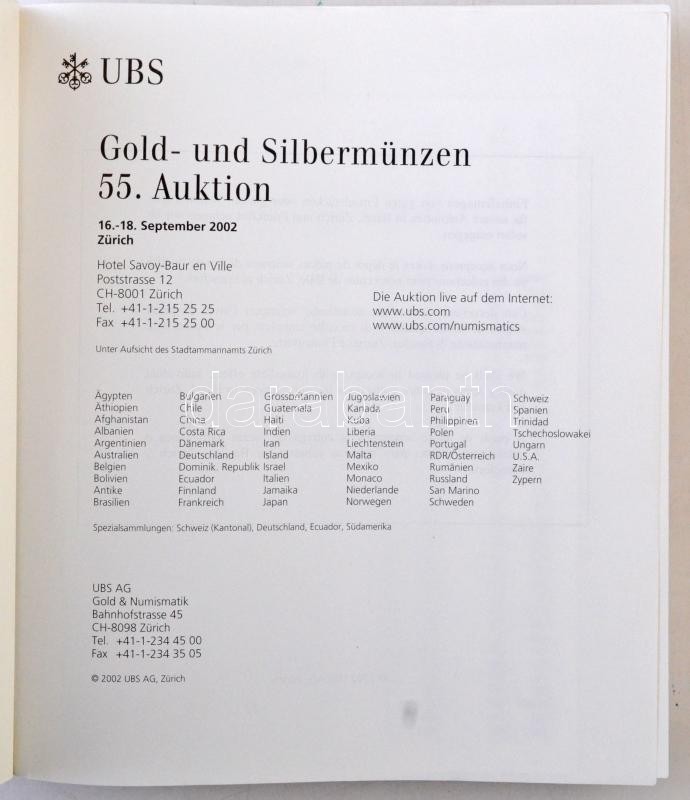 UBS
Gold- und Silbermünzen
55. Auktion
16.-18. September 2002
Zürich
Hotel Savoy-Baur en Ville
Poststrasse 12
CH-8001 Zürich
Tel. +41-1-215 25 25
Fax +41-1-215 25 00
Die Auktion live auf dem Internet:
www.ubs.com
www.ubs.com/numismatics
Unter Aufsicht des Stadtammannamts Zürich
Ägypten Bulgarien Grossbritannien Jugoslawien Paraguay Schweiz
Äthiopien Chile Guatemala Kanada Peru Spanien
Afghanistan China Haiti Kuba Philippinen Trinidad
Albanien Costa Rica Indien Liberia Polen Tschechoslowakei
Argentinien Dänemark Iran Liechtenstein Portugal Ungarn
Australien Deutschland Island Malta RDR/Österreich U.S.A.
Belgien Dominik. Republik Israel Mexiko Rumänien Zaire
Bolivien Ecuador Italien Monaco Russland Zypern
Antike Finnland Jamaika Niederlande San Marino
Brasilien Frankreich Japan Norwegen Schweden
darabanth
Spezialsammlungen: Schweiz (Kantonal), Deutschland, Ecuador, Südamerika
UBS AG
Gold & Numismatik
Bahnhofstrasse 45
CH-8098 Zürich
Tel. +41-1-234 45 00
Fax +41-1-234 35 05
© 2002 UBS AG, Zürich